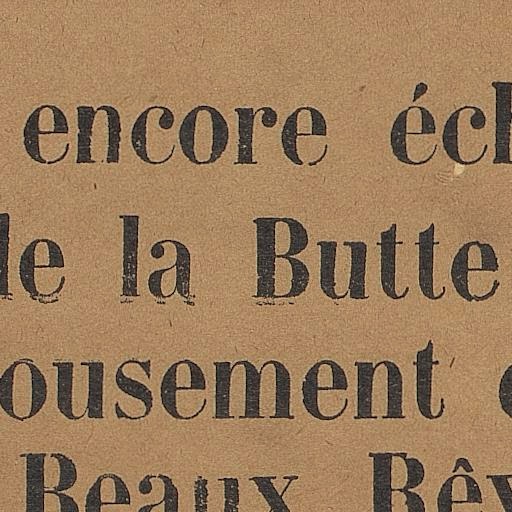 encore éch
de la Butte
ousement
Beaux Rêv